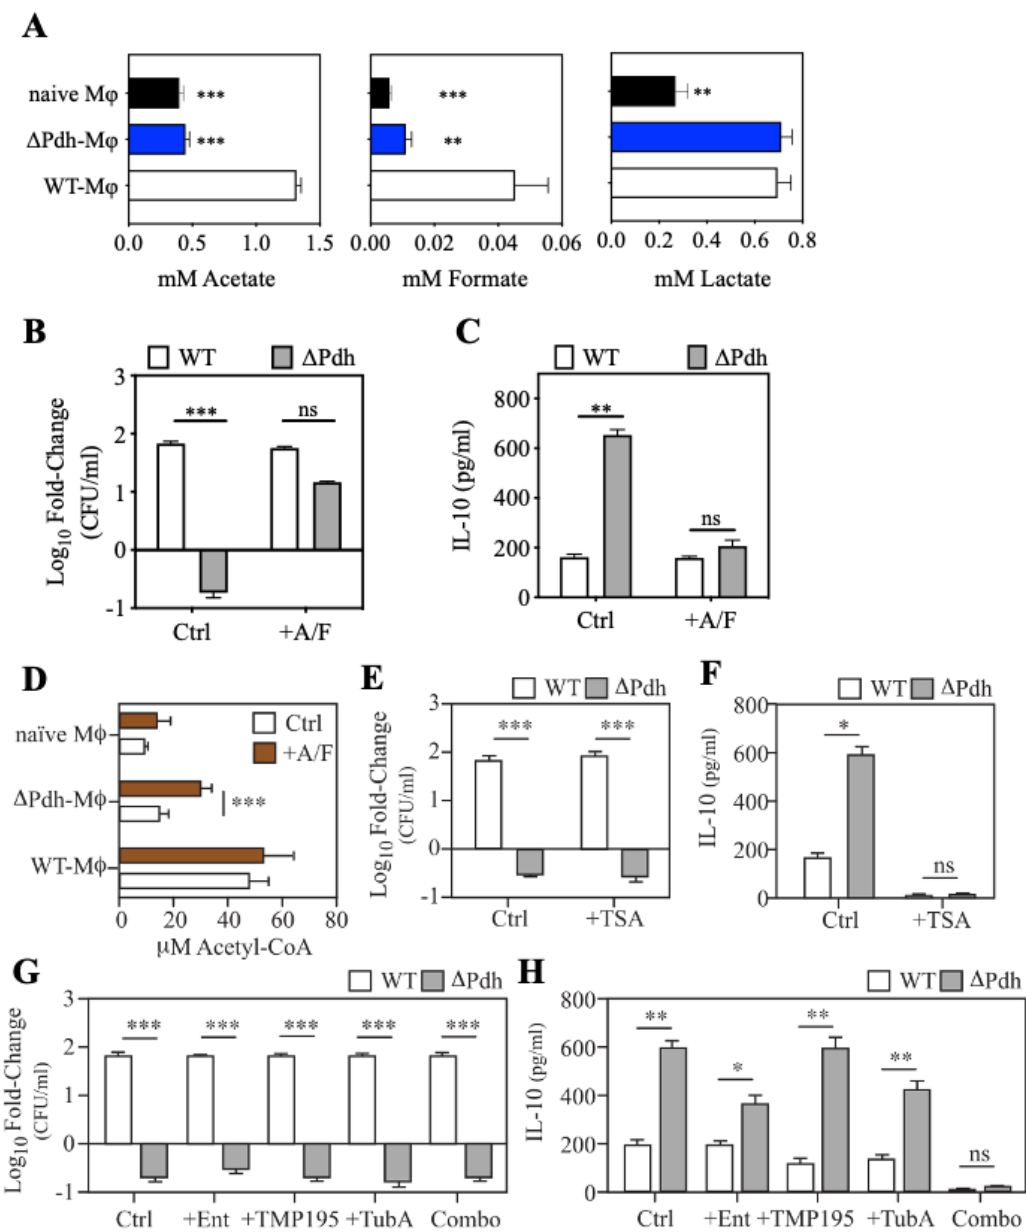 A
naive Mφ
ΔPdh-Mφ
WT-Mφ
***
***
0.0 0.5 1.0 1.5
mM Acetate
***
**
0.00 0.02 0.04 0.06
mM Formate
**
0.0 0.2 0.4 0.6 0.8
mM Lactate
B
WT ΔPdh
Log10 Fold-Change
(CFU/ml)
3
2
1
0
-1
*** ns
Ctrl +A/F
C
WT ΔPdh
IL-10 (pg/ml)
800
600
400
200
0
** ns
Ctrl +A/F
D
naïve Mϕ
ΔPdh-Mϕ
WT-Mϕ
Ctrl
+A/F
***
0 20 40 60 80
μM Acetyl-CoA
E
WT ΔPdh
Log10 Fold-Change
(CFU/ml)
3
2
1
0
-1
*** ***
Ctrl +TSA
F
WT ΔPdh
IL-10 (pg/ml)
800
600
400
200
0
* ns
Ctrl +TSA
G
WT ΔPdh
Log10 Fold-Change
(CFU/ml)
3
2
1
0
-1
*** *** *** *** ***
Ctrl +Ent +TMP195 +TubA Combo
H
WT ΔPdh
IL-10 (pg/ml)
800
600
400
200
0
** * ** ** ns
Ctrl +Ent +TMP195 +TubA Combo